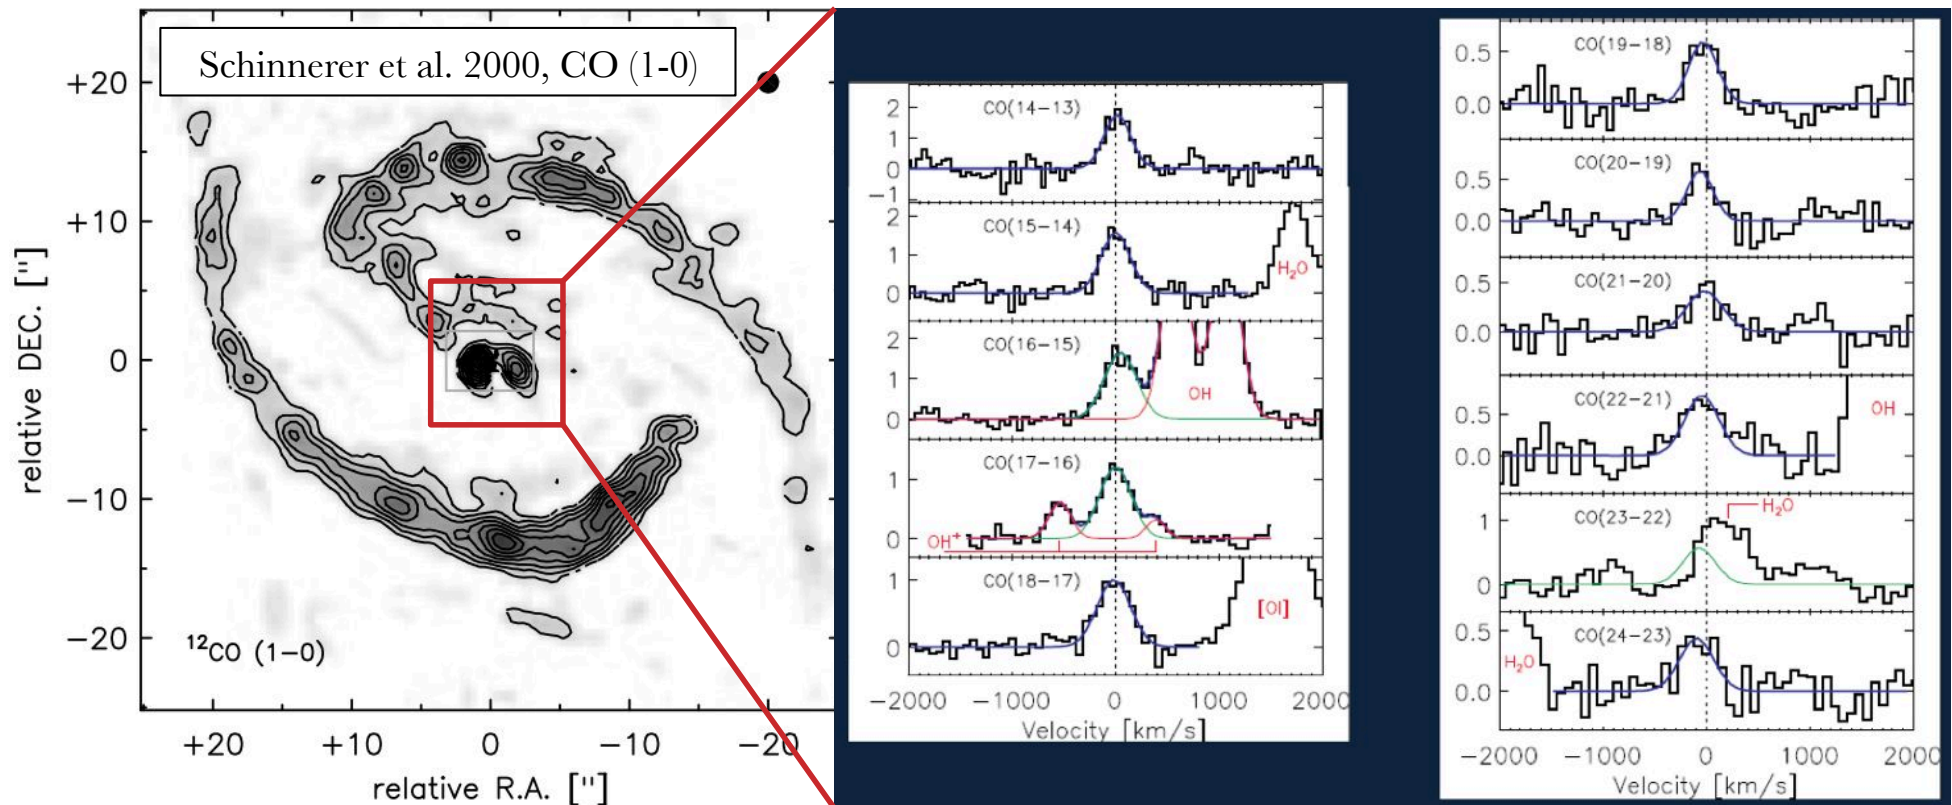 Schinnerer et al. 2000, CO (1-0)
+20
+10
0
−10
−20
relative DEC. ["]
¹²CO (1−0)
+20
+10
0
−10
−20
relative R.A. ["]
CO(14−13)
2
1
0
−1
CO(15−14)
2
1
0
H₂O
CO(16−15)
2
1
0
OH
CO(17−16)
1
0
OH⁺
CO(18−17)
1
0
[OI]
−2000
−1000
0
1000
2000
Velocity [km/s]
CO(19−18)
0.5
0.0
CO(20−19)
0.5
0.0
CO(21−20)
0.5
0.0
CO(22−21)
0.5
0.0
OH
CO(23−22)
1
0
H₂O
CO(24−23)
0.5
0.0
H₂O
−2000
−1000
0
1000
2000
Velocity [km/s]